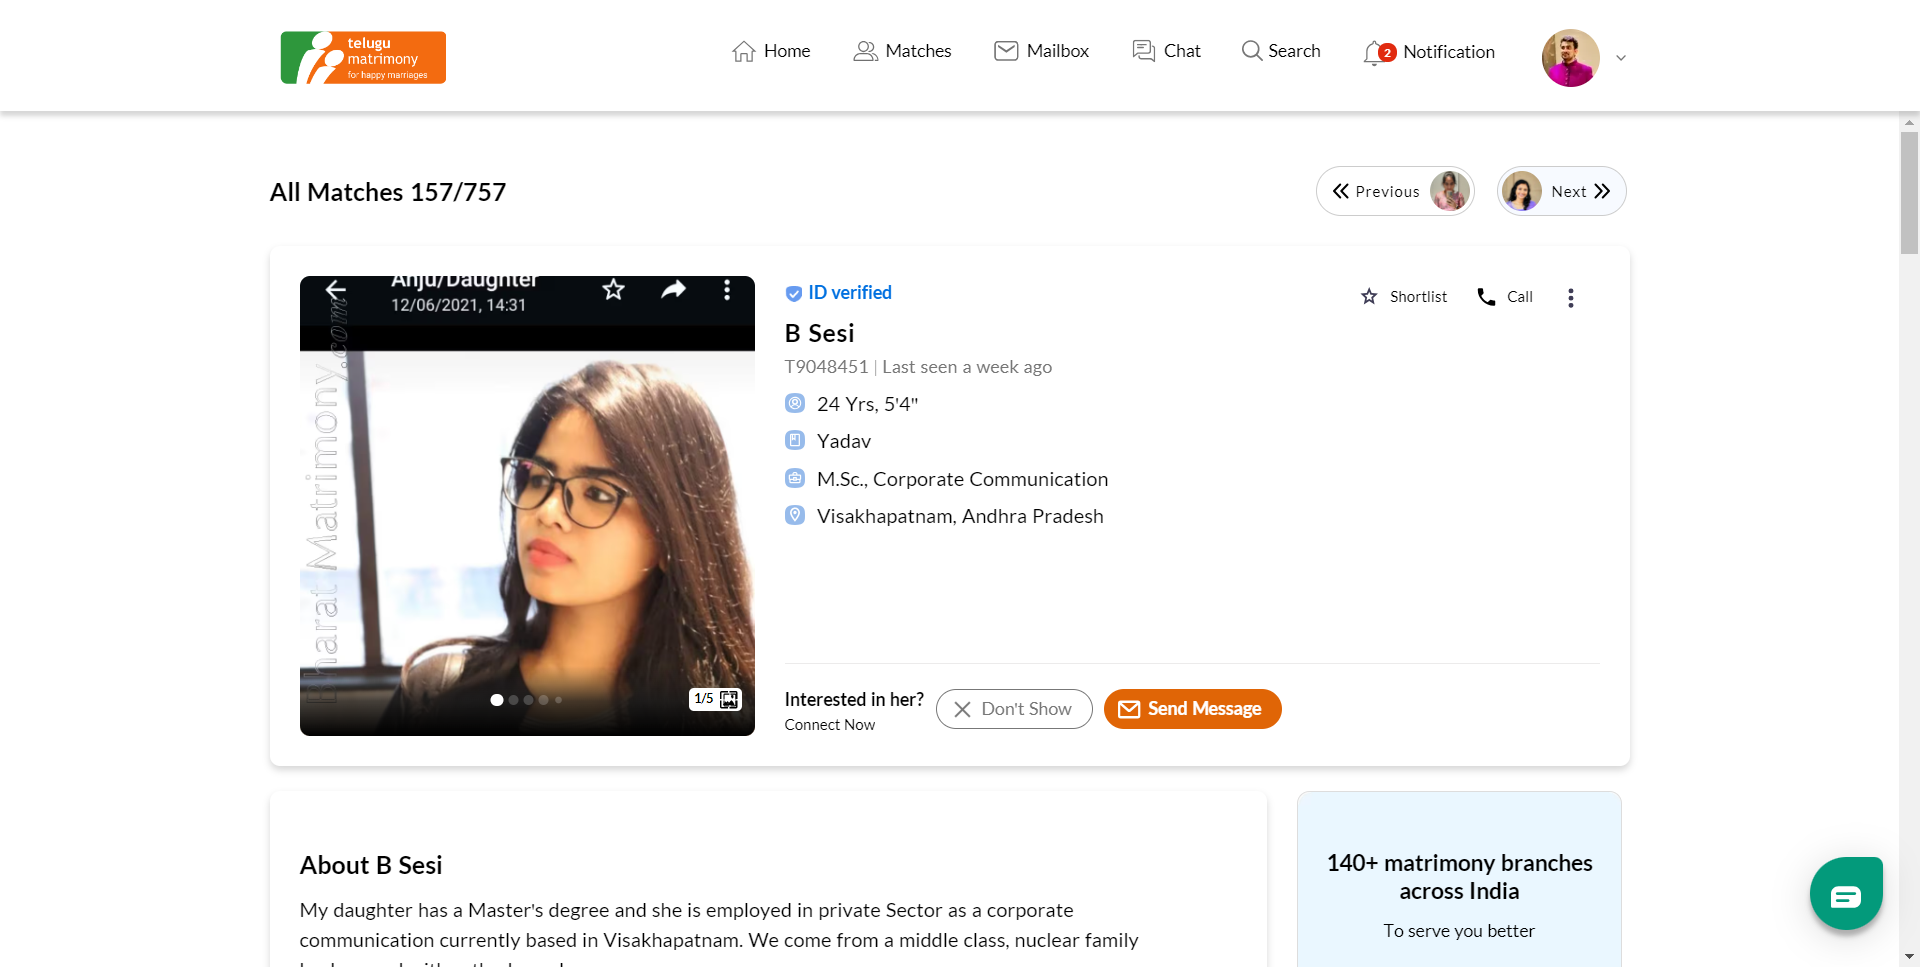 telugu
matrimony
for happy marriages
Home
Matches
Mailbox
Chat
Search
2
Notification
All Matches 157/757
Previous
Next
Anju/Daughter
12/06/2021, 14:31
Bharat Matrimony.com
1/5
ID verified
Shortlist
Call
B Sesi
T9048451 | Last seen a week ago
24 Yrs, 5'4"
Yadav
M.Sc., Corporate Communication
Visakhapatnam, Andhra Pradesh
Interested in her?
Connect Now
Don't Show
Send Message
About B Sesi
My daughter has a Master's degree and she is employed in private Sector as a corporate
communication currently based in Visakhapatnam. We come from a middle class, nuclear family
140+ matrimony branches
across India
To serve you better